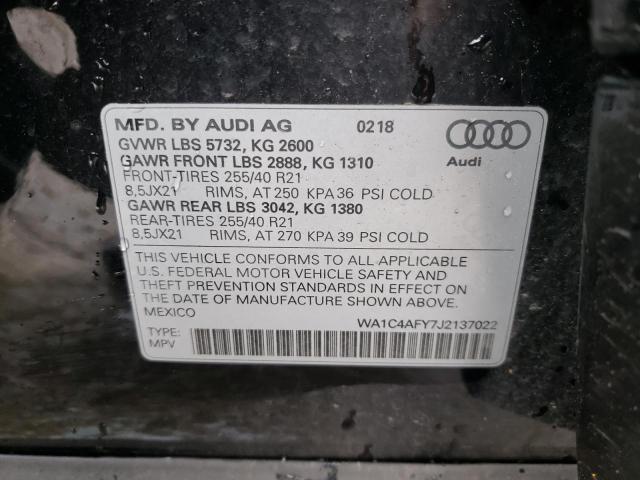 MFD. BY AUDI AG 0218
GVWR LBS 5732, KG 2600
GAWR FRONT LBS 2888, KG 1310
Audi
FRONT-TIRES 255/40 R21
8,5JX21 RIMS, AT 250 KPA 36 PSI COLD
GAWR REAR LBS 3042, KG 1380
REAR-TIRES 255/40 R21
8,5JX21 RIMS, AT 270 KPA 39 PSI COLD
THIS VEHICLE CONFORMS TO ALL APPLICABLE
U.S. FEDERAL MOTOR VEHICLE SAFETY AND
THEFT PREVENTION STANDARDS IN EFFECT ON
THE DATE OF MANUFACTURE SHOWN ABOVE.
MEXICO
WA1C4AFY7J2137022
TYPE:
MPV